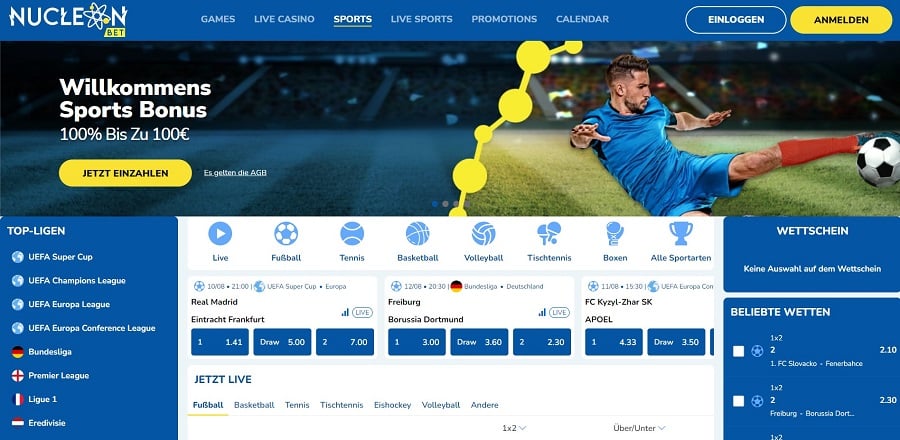 NUCLEON
BET
GAMES
LIVE CASINO
SPORTS
LIVE SPORTS
PROMOTIONS
CALENDAR
EINLOGGEN
ANMELDEN
Willkommens
Sports Bonus
100% Bis Zu 100€
JETZT EINZAHLEN
Es gelten die AGB
TOP-LIGEN
UEFA Super Cup
UEFA Champions League
UEFA Europa League
UEFA Europa Conference League
Bundesliga
Premier League
Ligue 1
Eredivisie
Live
Fußball
Tennis
Basketball
Volleyball
Tischtennis
Boxen
Alle Sportarten
10/08 • 21:00 | UEFA Super Cup • Europa
Real Madrid
LIVE
Eintracht Frankfurt
1 1.41
Draw 5.00
2 7.00
12/08 • 20:30 | Bundesliga • Deutschland
Freiburg
LIVE
Borussia Dortmund
1 3.00
Draw 3.60
2 2.30
11/08 • 15:30 | UEFA Europa Con
FC Kyzyl-Zhar SK
APOEL
1 4.33
Draw 3.50
JETZT LIVE
Fußball Basketball Tennis Tischtennis Eishockey Volleyball Andere
1x2 Über/Unter
WETTSCHEIN
Keine Auswahl auf dem Wettschein
BELIEBTE WETTEN
1x2
2 2.10
1. FC Slovacko - Fenerbahce
1x2
2 2.30
Freiburg - Borussia Dort...
1x2